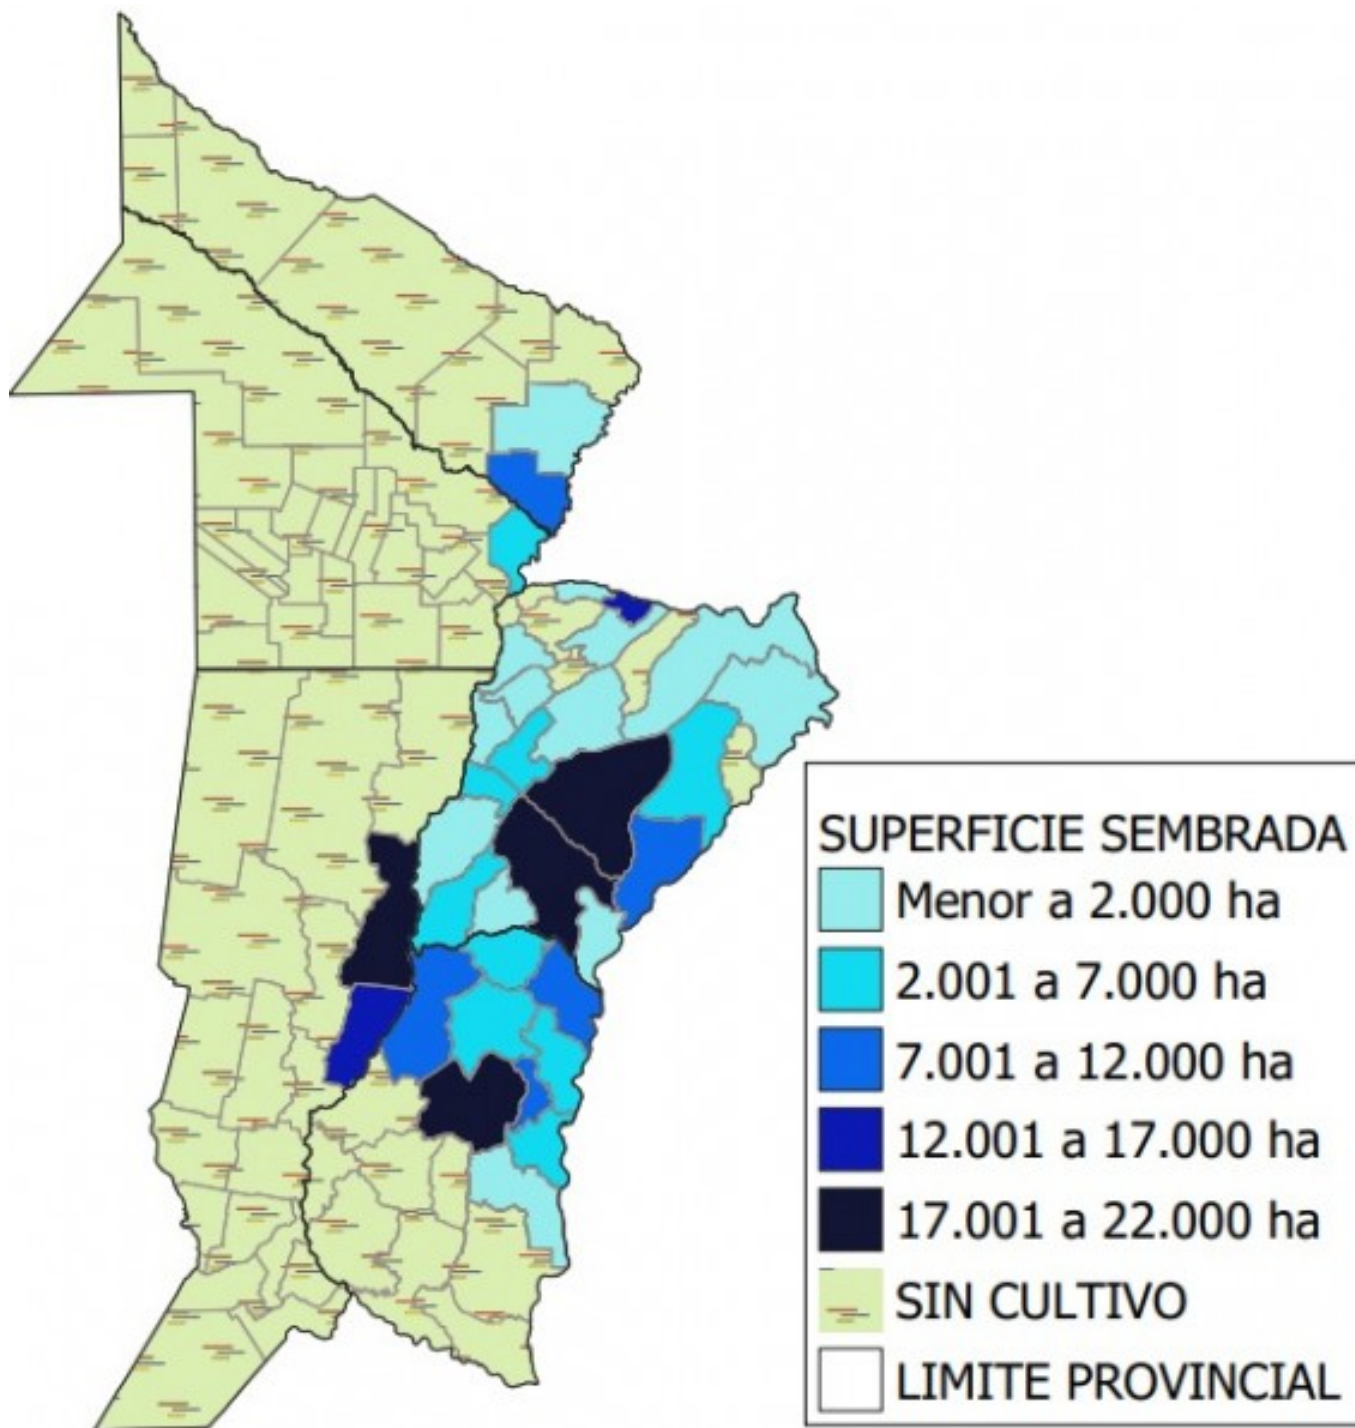 SUPERFICIE SEMBRADA
Menor a 2.000 ha
2.001 a 7.000 ha
7.001 a 12.000 ha
12.001 a 17.000 ha
17.001 a 22.000 ha
SIN CULTIVO
LIMITE PROVINCIAL